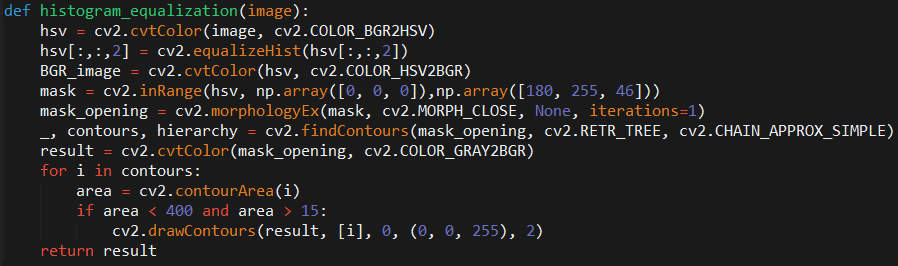 def histogram_equalization(image):
    hsv = cv2.cvtColor(image, cv2.COLOR_BGR2HSV)
    hsv[:,:,2] = cv2.equalizeHist(hsv[:,:,2])
    BGR_image = cv2.cvtColor(hsv, cv2.COLOR_HSV2BGR)
    mask = cv2.inRange(hsv, np.array([0, 0, 0]),np.array([180, 255, 46]))
    mask_opening = cv2.morphologyEx(mask, cv2.MORPH_CLOSE, None, iterations=1)
    _, contours, hierarchy = cv2.findContours(mask_opening, cv2.RETR_TREE, cv2.CHAIN_APPROX_SIMPLE)
    result = cv2.cvtColor(mask_opening, cv2.COLOR_GRAY2BGR)
    for i in contours:
        area = cv2.contourArea(i)
        if area < 400 and area > 15:
            cv2.drawContours(result, [i], 0, (0, 0, 255), 2)
    return result